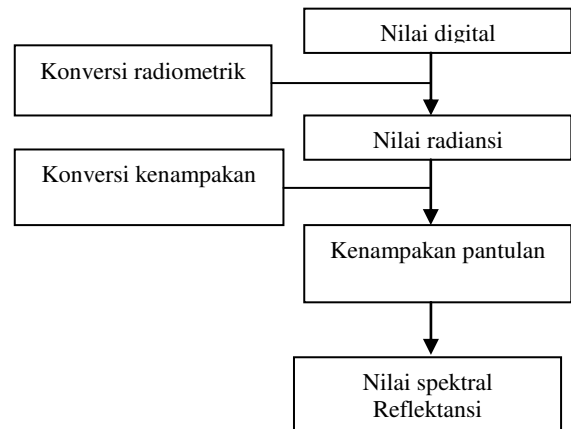 Nilai digital
Konversi radiometrik
Nilai radiansi
Konversi kenampakan
Kenampakan pantulan
Nilai spektral
Reflektansi